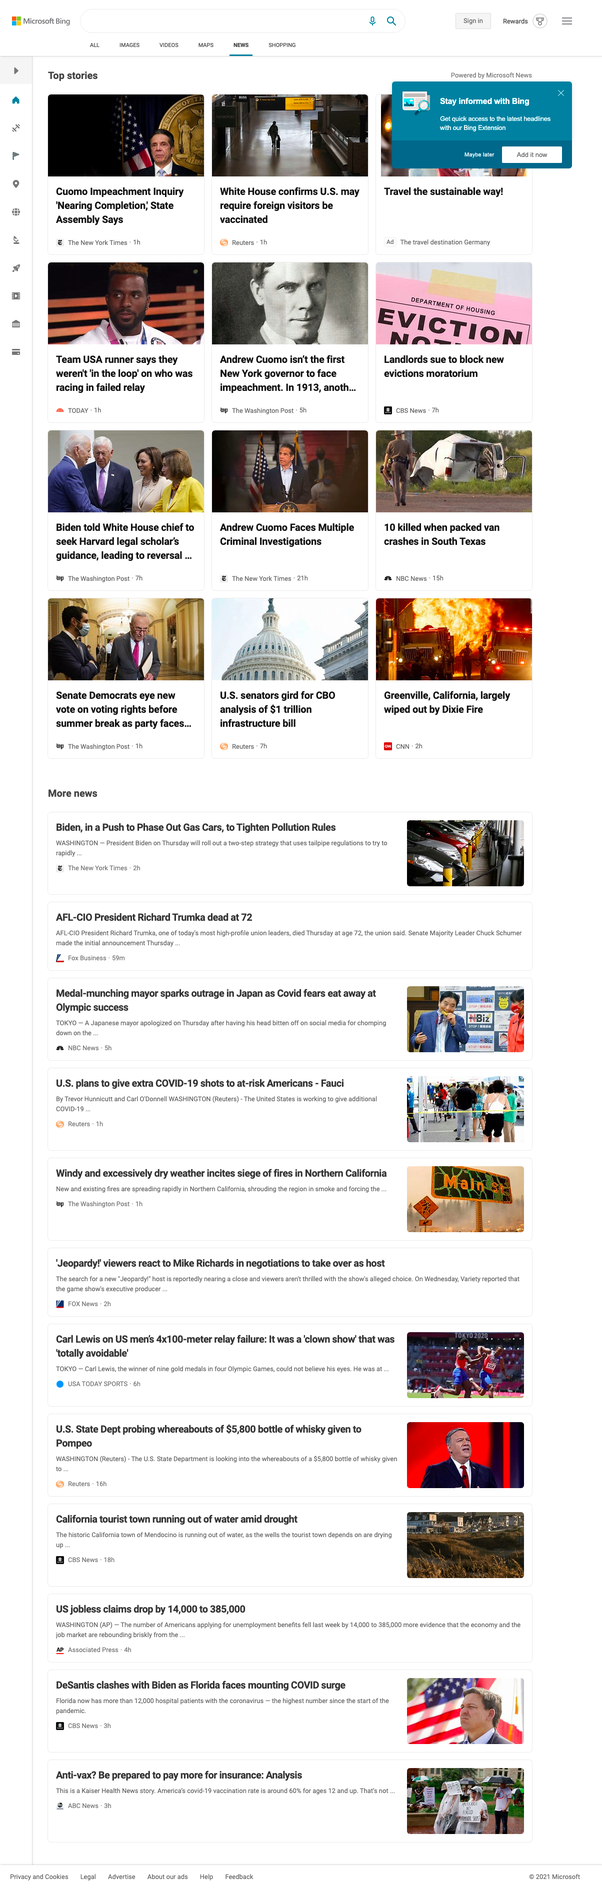 Microsoft Bing
Sign in
Rewards
ALL
IMAGES
VIDEOS
MAPS
NEWS
SHOPPING
Top stories
Powered by Microsoft News
Stay informed with Bing
Get quick access to the latest headlines
with our Bing Extension
Maybe later
Add it now
Cuomo Impeachment Inquiry
'Nearing Completion,' State
Assembly Says
The New York Times · 1h
White House confirms U.S. may
require foreign visitors be
vaccinated
Reuters · 1h
Travel the sustainable way!
Ad
The travel destination Germany
DEPARTMENT OF HOUSING
EVICTION
Team USA runner says they
weren't 'in the loop' on who was
racing in failed relay
TODAY · 1h
Andrew Cuomo isn't the first
New York governor to face
impeachment. In 1913, anoth...
The Washington Post · 5h
Landlords sue to block new
evictions moratorium
CBS News · 7h
Biden told White House chief to
seek Harvard legal scholar's
guidance, leading to reversal ...
The Washington Post · 7h
Andrew Cuomo Faces Multiple
Criminal Investigations
The New York Times · 21h
10 killed when packed van
crashes in South Texas
NBC News · 15h
Senate Democrats eye new
vote on voting rights before
summer break as party faces...
The Washington Post · 1h
U.S. senators gird for CBO
analysis of $1 trillion
infrastructure bill
Reuters · 7h
Greenville, California, largely
wiped out by Dixie Fire
CNN · 2h
More news
Biden, in a Push to Phase Out Gas Cars, to Tighten Pollution Rules
WASHINGTON — President Biden on Thursday will roll out a two-step strategy that uses tailpipe regulations to try to
rapidly ...
The New York Times · 2h
AFL-CIO President Richard Trumka dead at 72
AFL-CIO President Richard Trumka, one of today's most high-profile union leaders, died Thursday at age 72, the union said. Senate Majority Leader Chuck Schumer
made the initial announcement Thursday ...
Fox Business · 59m
Medal-munching mayor sparks outrage in Japan as Covid fears eat away at
Olympic success
TOKYO — A Japanese mayor apologized on Thursday after having his head bitten off on social media for chomping
down on the ...
NBC News · 5h
NBiz
U.S. plans to give extra COVID-19 shots to at-risk Americans - Fauci
By Trevor Hunnicutt and Carl O'Donnell WASHINGTON (Reuters) - The United States is working to give additional
COVID-19 ...
Reuters · 1h
Windy and excessively dry weather incites siege of fires in Northern California
New and existing fires are spreading rapidly in Northern California, shrouding the region in smoke and forcing the ...
The Washington Post · 1h
Main St
'Jeopardy!' viewers react to Mike Richards in negotiations to take over as host
The search for a new "Jeopardy!" host is reportedly nearing a close and viewers aren't thrilled with the show's alleged choice. On Wednesday, Variety reported that
the game show's executive producer ...
FOX News · 2h
Carl Lewis on US men's 4x100-meter relay failure: It was a 'clown show' that was
'totally avoidable'
TOKYO — Carl Lewis, the winner of nine gold medals in four Olympic Games, could not believe his eyes. He was at ...
USA TODAY SPORTS · 6h
TOKYO 2020
U.S. State Dept probing whereabouts of $5,800 bottle of whisky given to
Pompeo
WASHINGTON (Reuters) - The U.S. State Department is looking into the whereabouts of a $5,800 bottle of whisky given
to ...
Reuters · 16h
California tourist town running out of water amid drought
The historic California town of Mendocino is running out of water, as the wells the tourist town depends on are drying
up ...
CBS News · 18h
US jobless claims drop by 14,000 to 385,000
WASHINGTON (AP) — The number of Americans applying for unemployment benefits fell last week by 14,000 to 385,000 more evidence that the economy and the
job market are rebounding briskly from the ...
AP
Associated Press · 4h
DeSantis clashes with Biden as Florida faces mounting COVID surge
Florida now has more than 12,000 hospital patients with the coronavirus — the highest number since the start of the
pandemic.
CBS News · 3h
Anti-vax? Be prepared to pay more for insurance: Analysis
This is a Kaiser Health News story. America's covid-19 vaccination rate is around 60% for ages 12 and up. That's not ...
ABC News · 3h
Privacy and Cookies
Legal
Advertise
About our ads
Help
Feedback
© 2021 Microsoft